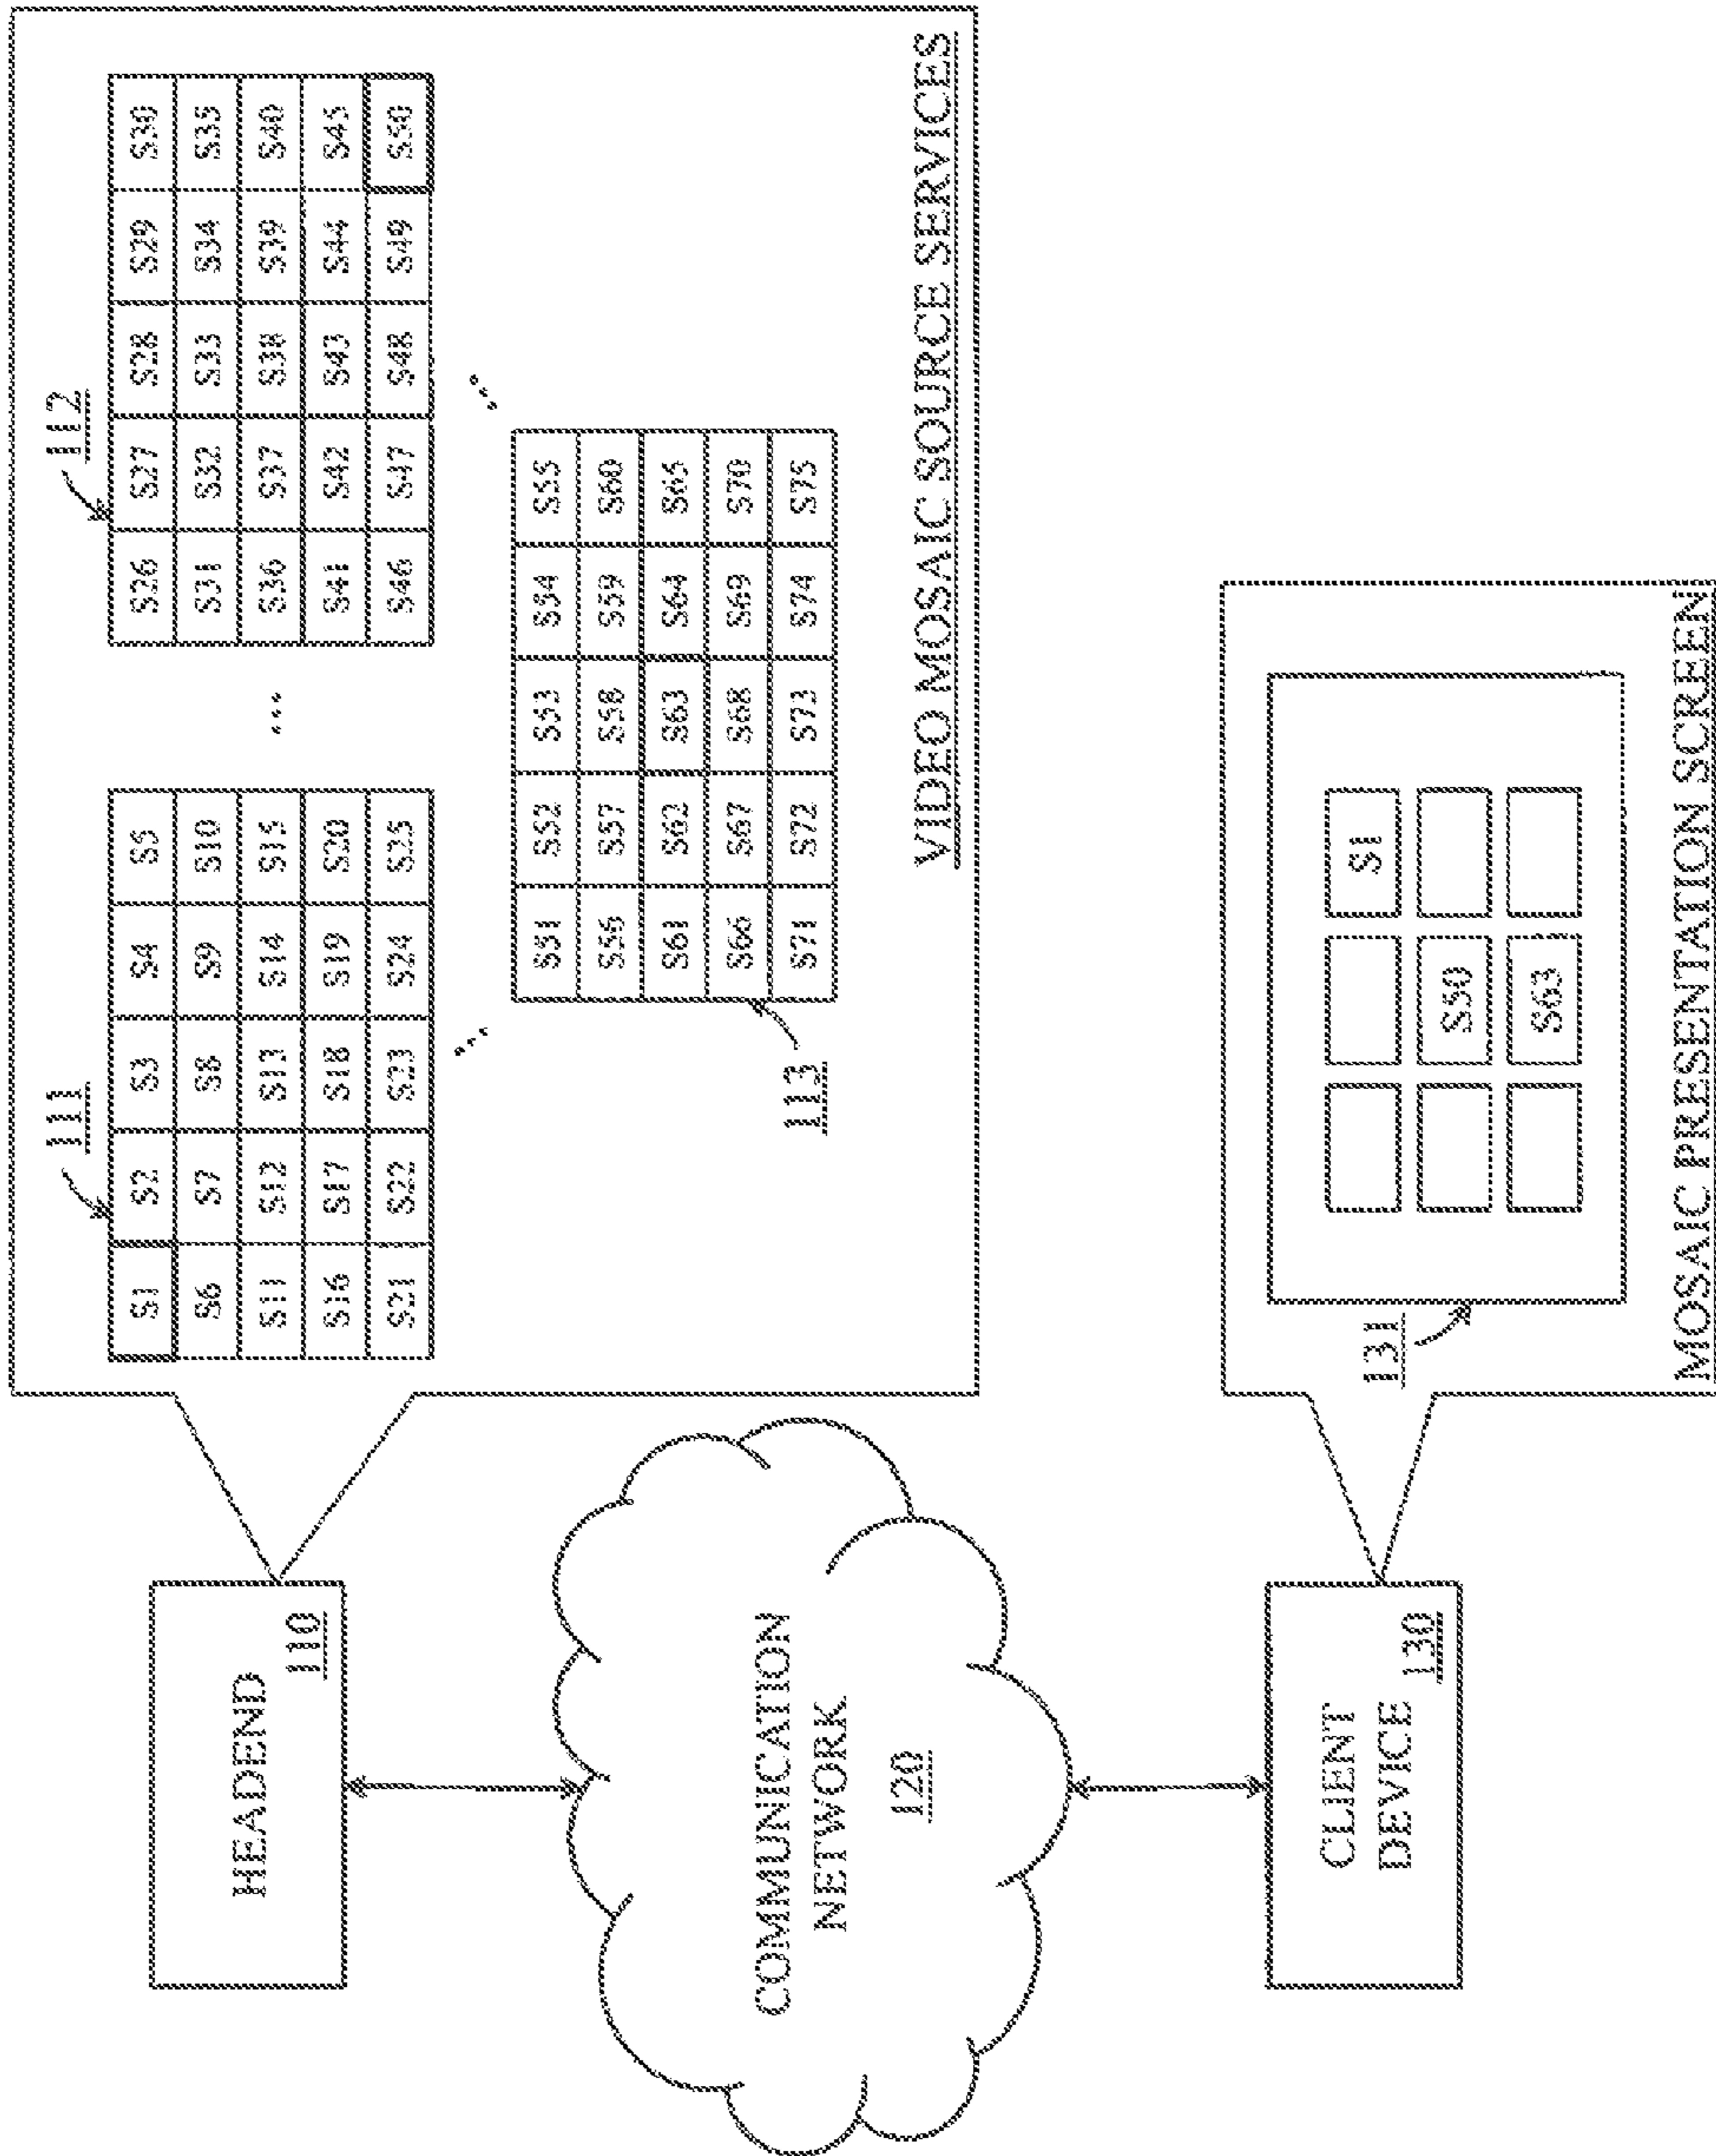 HEADEND
110
COMMUNICATION
NETWORK
120
CLIENT
DEVICE
130
111
S1 S2 S3 S4 S5
S6 S7 S8 S9 S10
S11 S12 S13 S14 S15
S16 S17 S18 S19 S20
S21 S22 S23 S24 S25
...
112
S26 S27 S28 S29 S30
S31 S32 S33 S34 S35
S36 S37 S38 S39 S40
S41 S42 S43 S44 S45
S46 S47 S48 S49 S50
...
...
113
S51 S52 S53 S54 S55
S56 S57 S58 S59 S60
S61 S62 S63 S64 S65
S66 S67 S68 S69 S70
S71 S72 S73 S74 S75
VIDEO MOSAIC SOURCE SERVICES
131
S1
S50
S63
MOSAIC PRESENTATION SCREEN